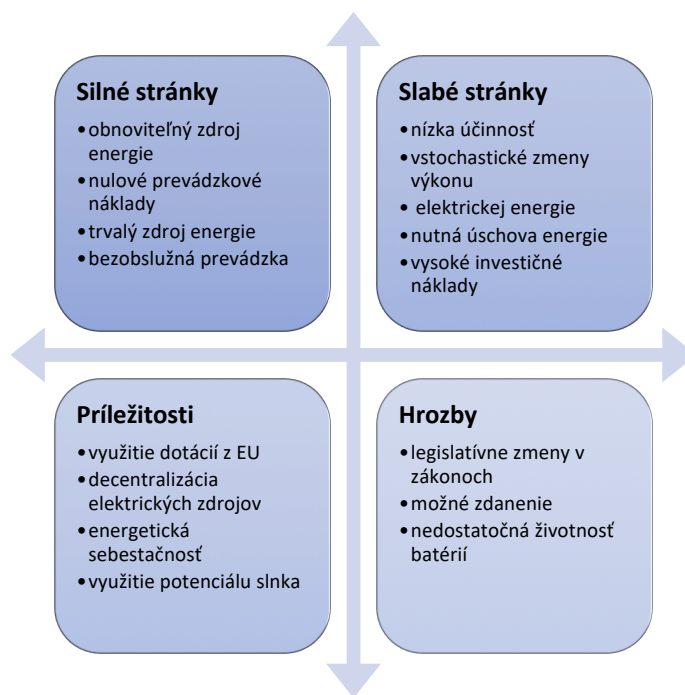 Silné stránky
•obnoviteľný zdroj
energie
•nulové prevádzkové
náklady
•trvalý zdroj energie
•bezobslužná prevádzka
Slabé stránky
•nízka účinnosť
•vstochastické zmeny
výkonu
• elektrickej energie
•nutná úschova energie
•vysoké investičné
náklady
Príležitosti
•využitie dotácií z EU
•decentralizácia
elektrických zdrojov
•energetická
sebestačnosť
•využitie potenciálu slnka
Hrozby
•legislatívne zmeny v
zákonoch
•možné zdanenie
•nedostatočná životnosť
batérií